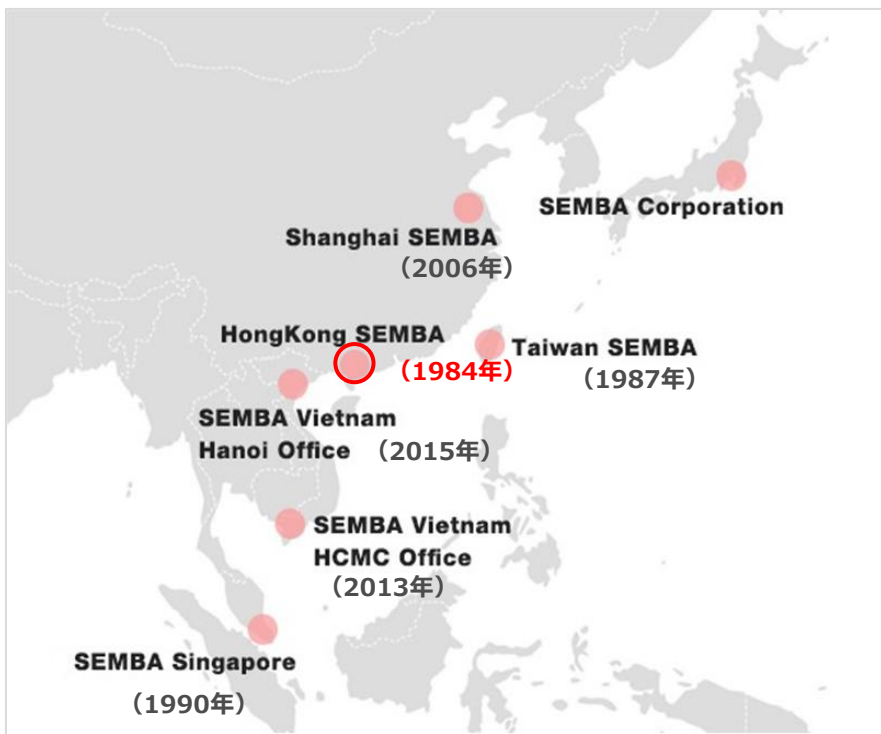 SEMBA Corporation
Shanghai SEMBA
（2006年）
HongKong SEMBA
（1984年）
Taiwan SEMBA
（1987年）
SEMBA Vietnam
Hanoi Office （2015年）
SEMBA Vietnam
HCMC Office
（2013年）
SEMBA Singapore
（1990年）